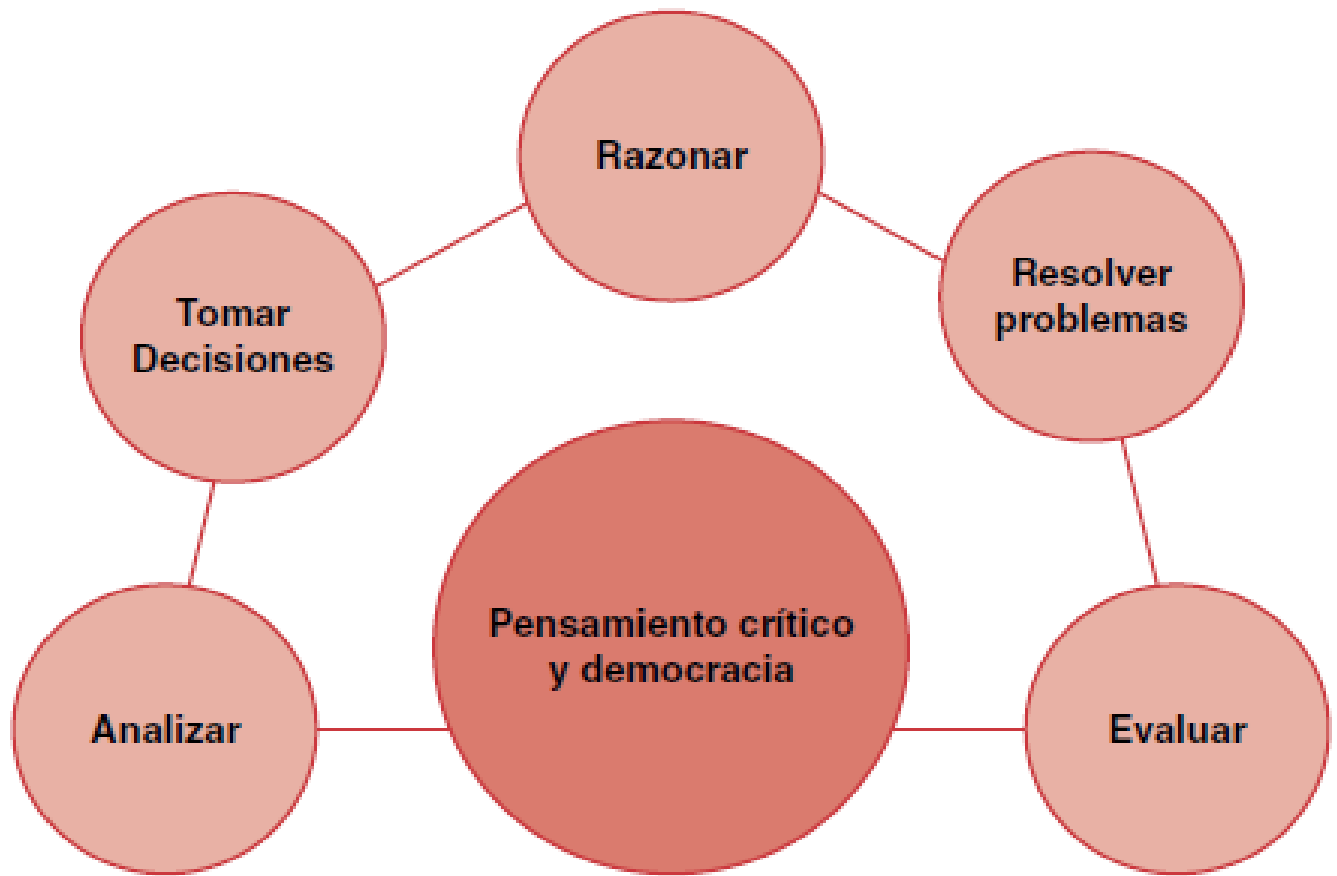 Razonar
Resolver
problemas
Tomar
Decisiones
Pensamiento crítico
y democracia
Analizar
Evaluar